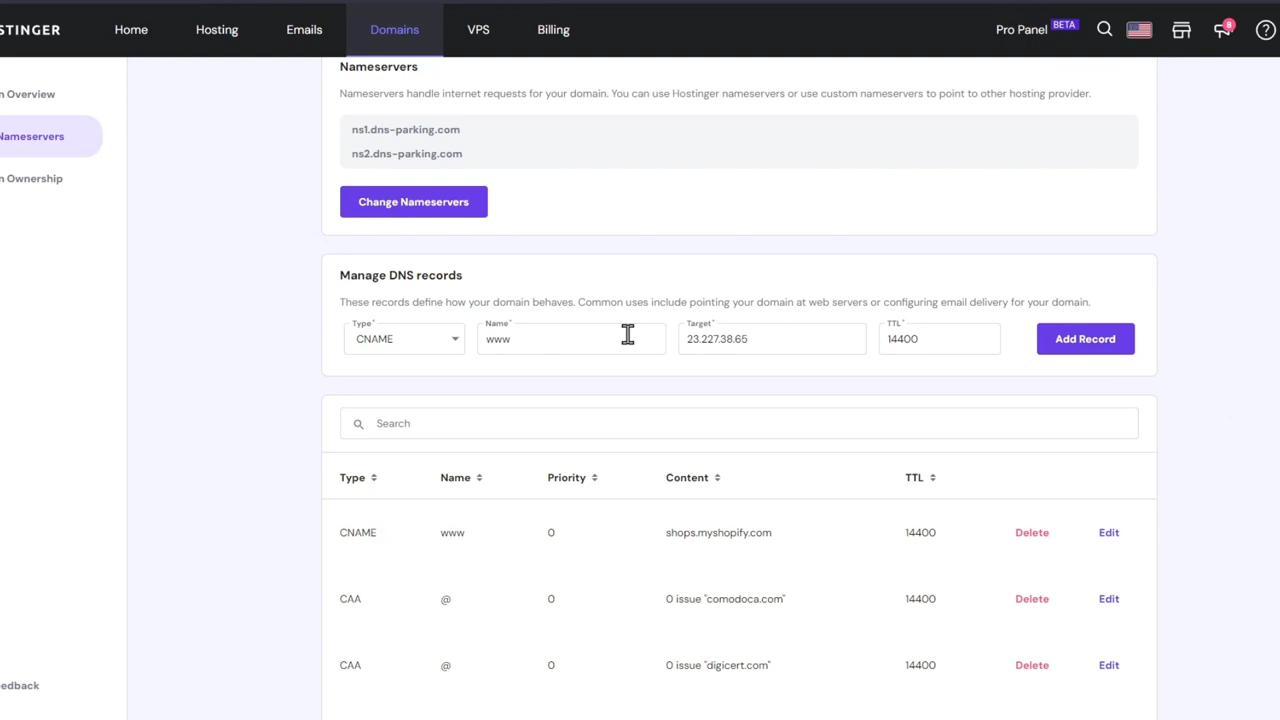 STINGER Home Hosting Emails Domains VPS Billing Pro Panel BETA 8
n Overview
Nameservers
n Ownership
edback
Nameservers
Nameservers handle internet requests for your domain. You can use Hostinger nameservers or use custom nameservers to point to other hosting provider.
ns1.dns-parking.com
ns2.dns-parking.com
Change Nameservers
Manage DNS records
These records define how your domain behaves. Common uses include pointing your domain at web servers or configuring email delivery for your domain.
Type* Name* Target* TTL*
CNAME www 23.227.38.65 14400 Add Record
Search
Type Name Priority Content TTL
CNAME www 0 shops.myshopify.com 14400 Delete Edit
CAA @ 0 0 issue "comodoca.com" 14400 Delete Edit
CAA @ 0 0 issue "digicert.com" 14400 Delete Edit